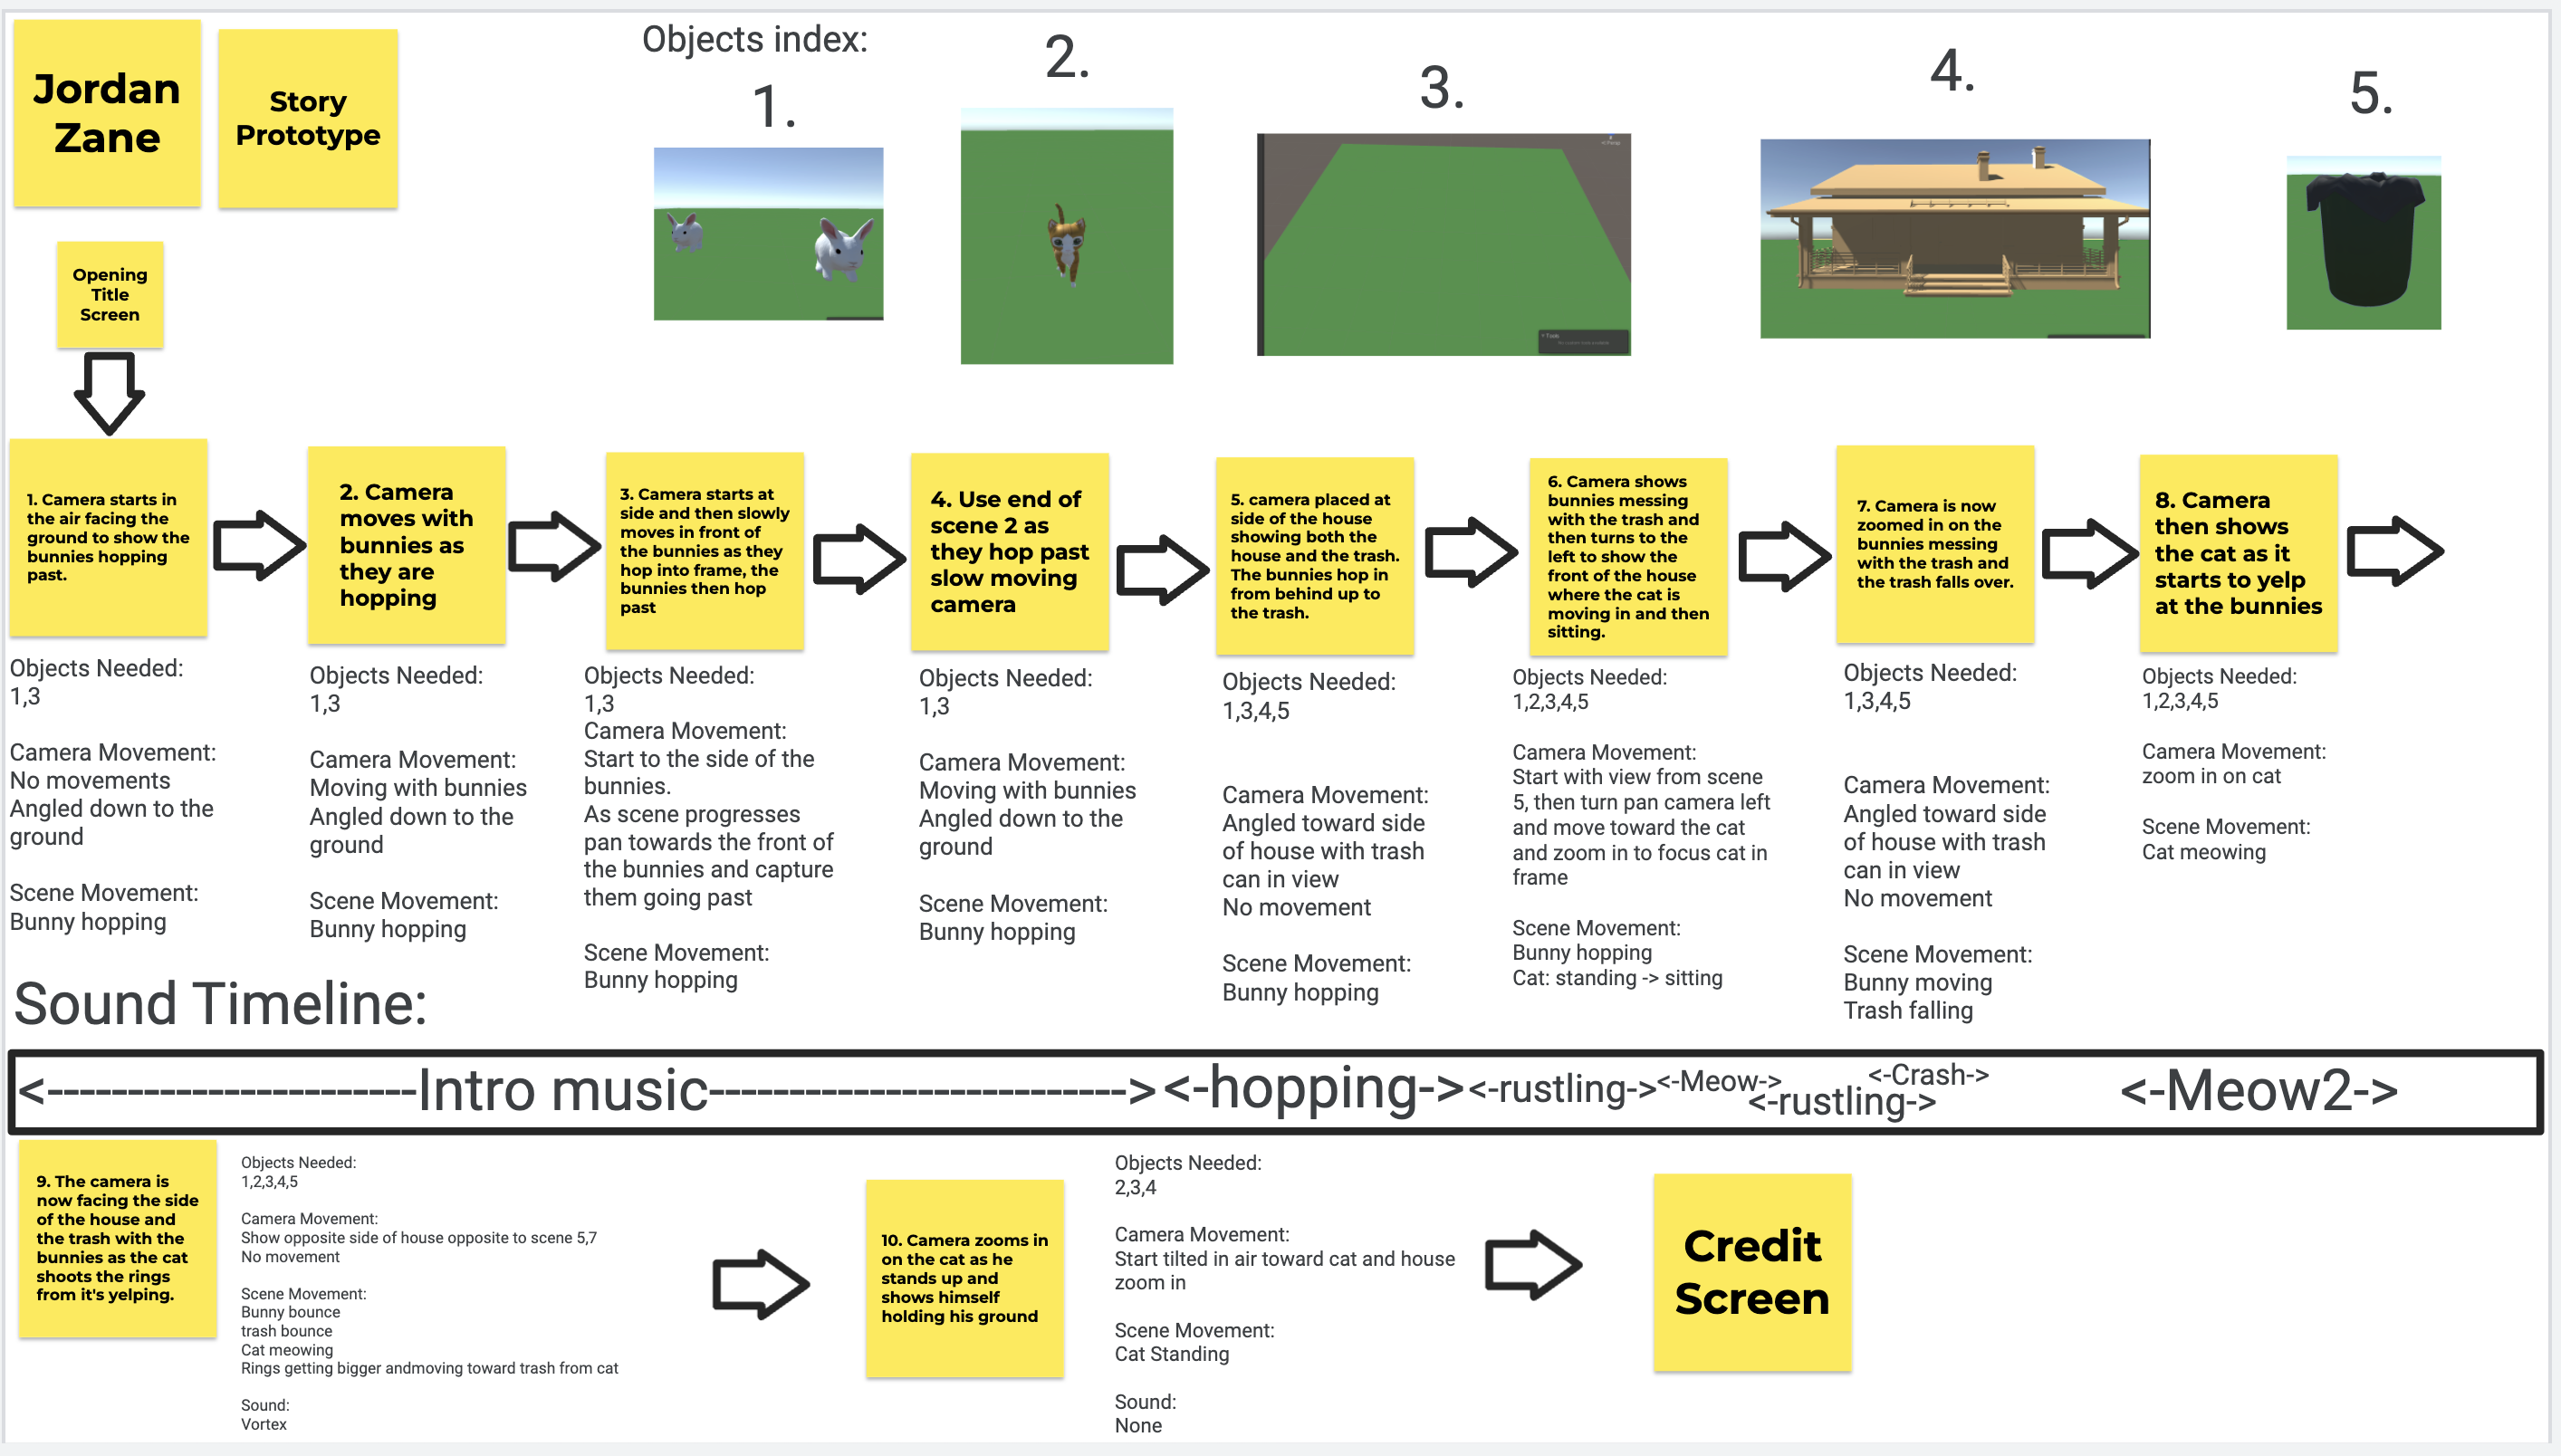 Jordan
Zane
Story
Prototype
Objects index:
1.
2.
3.
4.
5.
Opening
Title
Screen
1. Camera starts in
the air facing the
ground to show the
bunnies hopping
past.
2. Camera
moves with
bunnies as
they are
hopping
3. Camera starts at
side and then slowly
moves in front of
the bunnies as they
hop into frame, the
bunnies then hop
past
4. Use end of
scene 2 as
they hop past
slow moving
camera
5. camera placed at
side of the house
showing both the
house and the trash.
The bunnies hop in
from behind up to
the trash.
6. Camera shows
bunnies messing
with the trash and
then turns to the
left to show the
front of the house
where the cat is
moving in and then
sitting.
7. Camera is now
zoomed in on the
bunnies messing
with the trash and
the trash falls over.
8. Camera
then shows
the cat as it
starts to yelp
at the bunnies
Objects Needed:
1,3
Camera Movement:
No movements
Angled down to the
ground
Scene Movement:
Bunny hopping
Objects Needed:
1,3
Camera Movement:
Moving with bunnies
Angled down to the
ground
Scene Movement:
Bunny hopping
Objects Needed:
1,3
Camera Movement:
Start to the side of the
bunnies.
As scene progresses
pan towards the front of
the bunnies and capture
them going past
Scene Movement:
Bunny hopping
Objects Needed:
1,3
Camera Movement:
Moving with bunnies
Angled down to the
ground
Scene Movement:
Bunny hopping
Objects Needed:
1,3,4,5
Camera Movement:
Angled toward side
of house with trash
can in view
No movement
Scene Movement:
Bunny hopping
Objects Needed:
1,2,3,4,5
Camera Movement:
Start with view from scene
5, then turn pan camera left
and move toward the cat
and zoom in to focus cat in
frame
Scene Movement:
Bunny hopping
Cat: standing -> sitting
Objects Needed:
1,3,4,5
Camera Movement:
Angled toward side
of house with trash
can in view
No movement
Scene Movement:
Bunny moving
Trash falling
Objects Needed:
1,2,3,4,5
Camera Movement:
zoom in on cat
Scene Movement:
Cat meowing
Sound Timeline:
<-----------------------Intro music-------------------------> <-hopping-> <-rustling-> <-Meow-> <-rustling-> <-Crash-> <-Meow2->
9. The camera is
now facing the side
of the house and
the trash with the
bunnies as the cat
shoots the rings
from it's yelping.
Objects Needed:
1,2,3,4,5
Camera Movement:
Show opposite side of house opposite to scene 5,7
No movement
Scene Movement:
Bunny bounce
trash bounce
Cat meowing
Rings getting bigger andmoving toward trash from cat
Sound:
Vortex
10. Camera zooms in
on the cat as he
stands up and
shows himself
holding his ground
Objects Needed:
2,3,4
Camera Movement:
Start tilted in air toward cat and house
zoom in
Scene Movement:
Cat Standing
Sound:
None
Credit
Screen